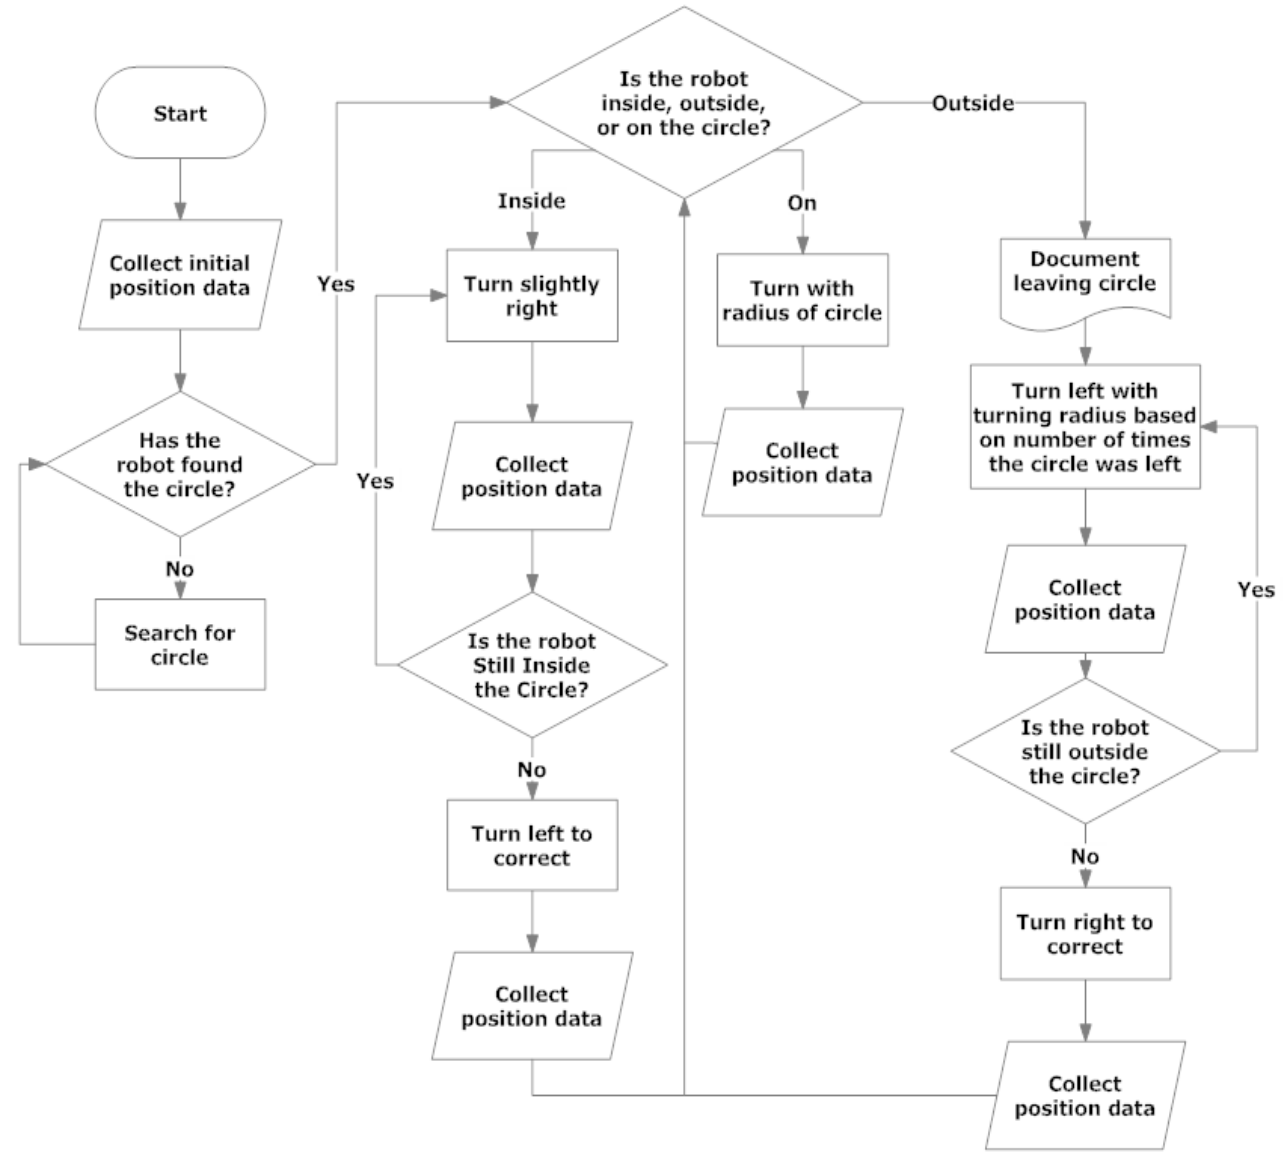 Start
Collect initial
position data
Has the
robot found
the circle?
No
Search for
circle
Yes
Is the robot
inside, outside,
or on the circle?
Inside
Turn slightly
right
Collect
position data
Is the robot
Still Inside
the Circle?
Yes
No
Turn left to
correct
Collect
position data
On
Turn with
radius of circle
Collect
position data
Outside
Document
leaving circle
Turn left with
turning radius based
on number of times
the circle was left
Collect
position data
Is the robot
still outside
the circle?
Yes
No
Turn right to
correct
Collect
position data